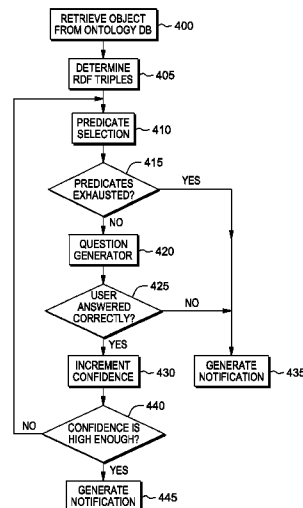 RETRIEVE OBJECT
FROM ONTOLOGY DB
400
DETERMINE
RDF TRIPLES
405
PREDICATE
SELECTION
410
415
PREDICATES
EXHAUSTED?
YES
NO
QUESTION
GENERATOR
420
425
USER
ANSWERED
CORRECTLY?
NO
YES
INCREMENT
CONFIDENCE
430
GENERATE
NOTIFICATION
435
440
CONFIDENCE IS
HIGH ENOUGH?
NO
YES
GENERATE
NOTIFICATION
445